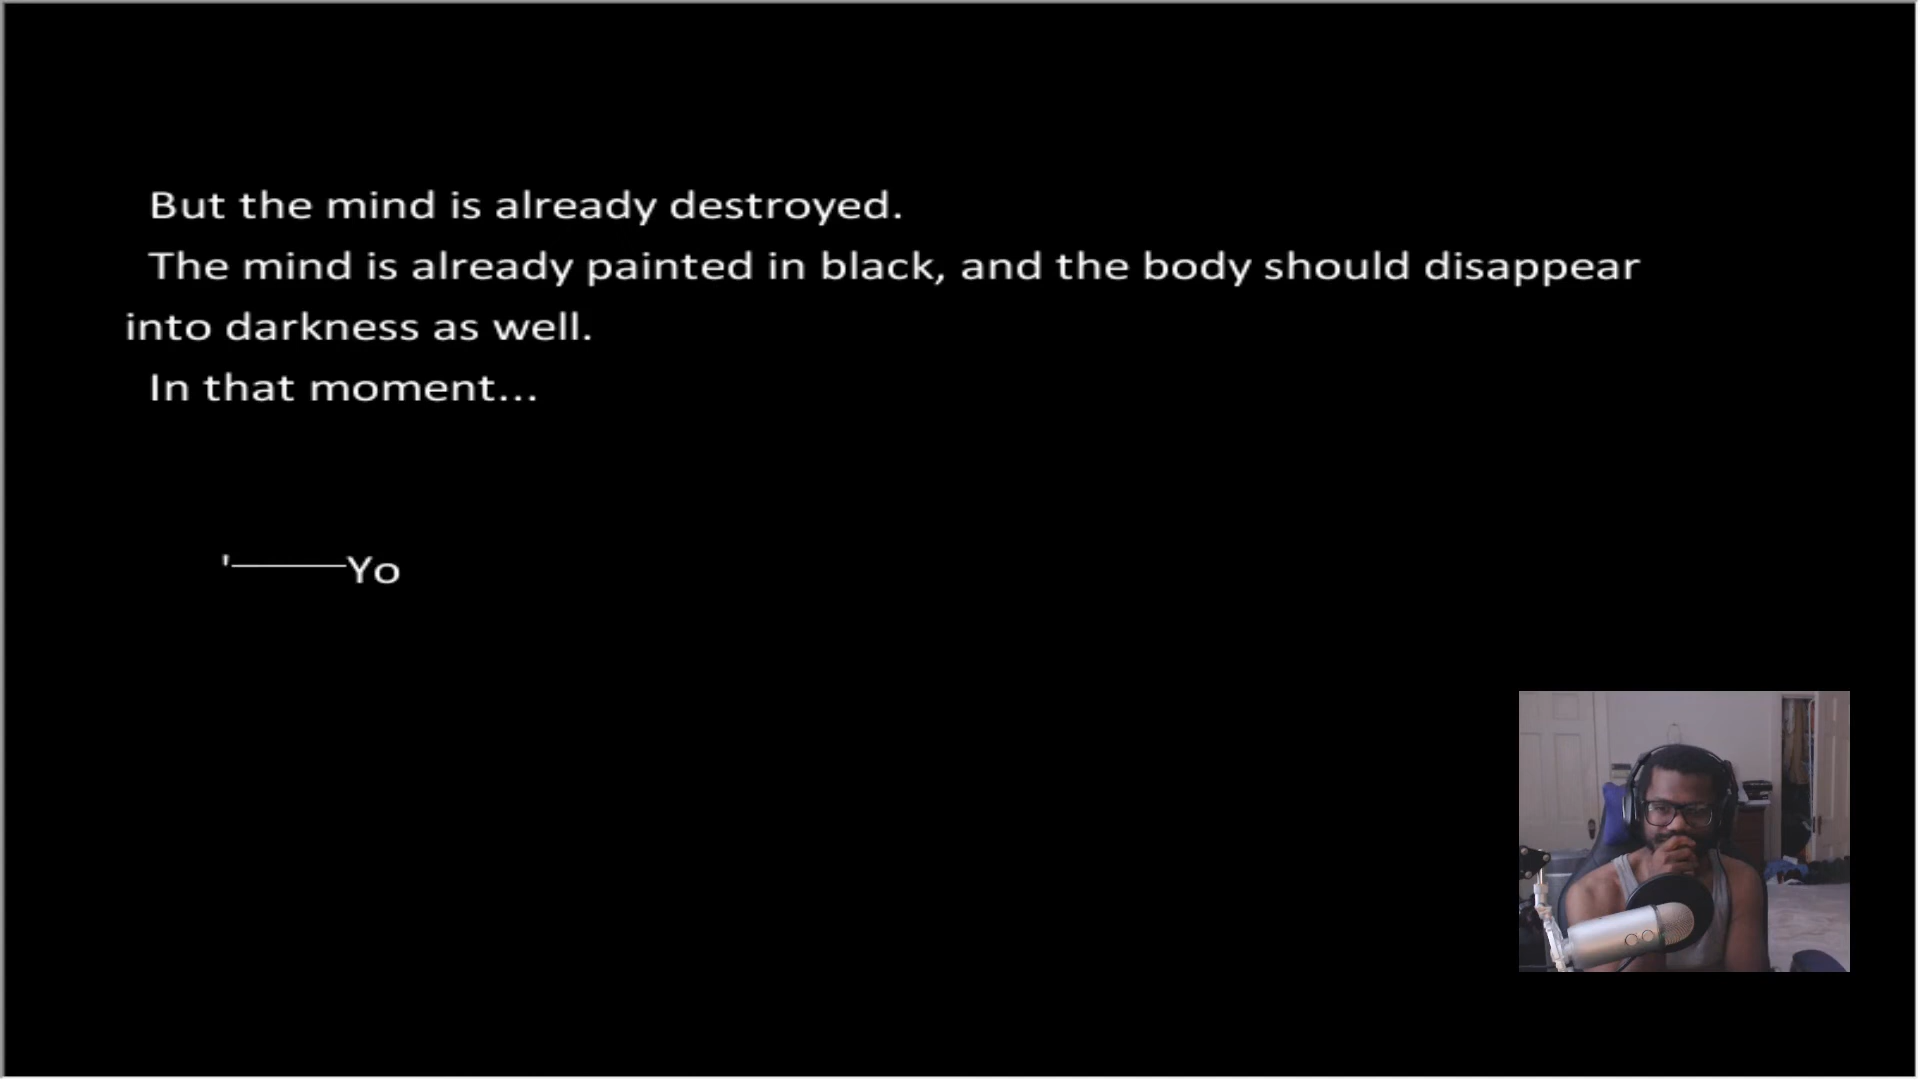 But the mind is already destroyed.
The mind is already painted in black, and the body should disappear
into darkness as well.
In that moment...
'―――Yo